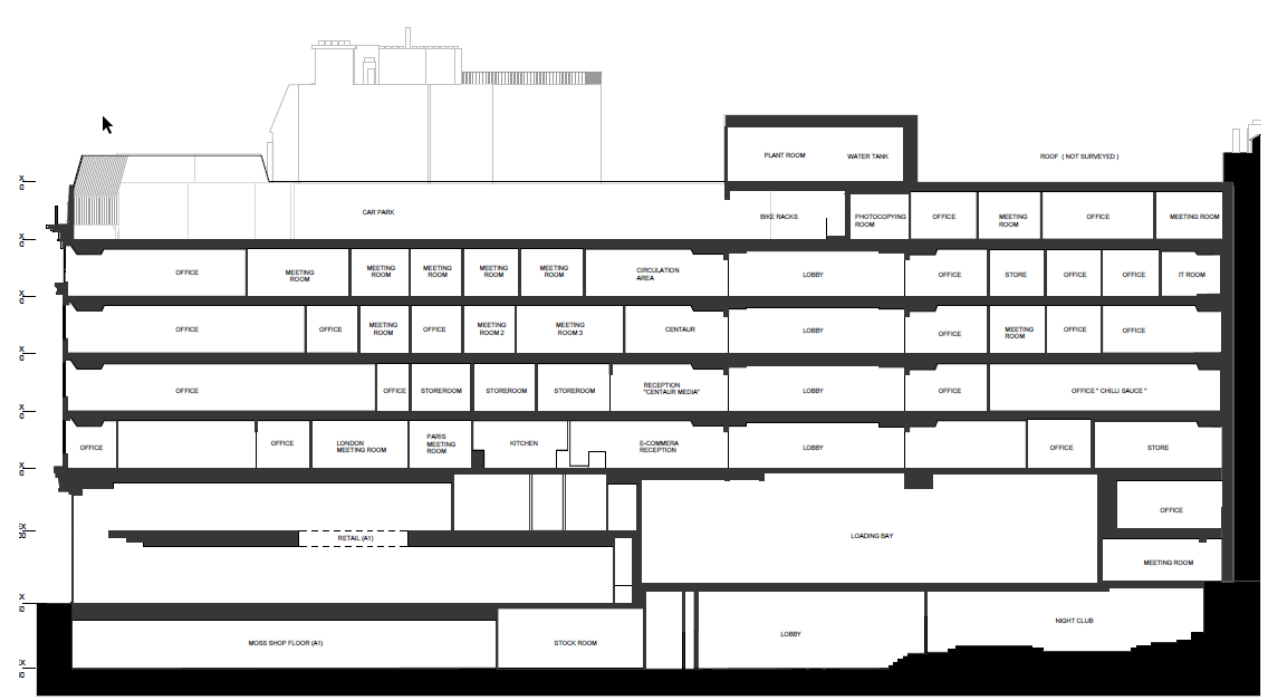 PLANT ROOM
WATER TANK
ROOF ( NOT SURVEYED )
CAR PARK
BIKE RACKS
PHOTOCOPYING
ROOM
OFFICE
MEETING
ROOM
OFFICE
MEETING ROOM
OFFICE
MEETING
ROOM
MEETING
ROOM
MEETING
ROOM
MEETING
ROOM
MEETING
ROOM
CIRCULATION
AREA
LOBBY
OFFICE
STORE
OFFICE
OFFICE
IT ROOM
OFFICE
OFFICE
MEETING
ROOM
OFFICE
MEETING
ROOM 2
MEETING
ROOM 3
CENTAUR
LOBBY
OFFICE
MEETING
ROOM
OFFICE
OFFICE
OFFICE
OFFICE
STOREROOM
STOREROOM
STOREROOM
RECEPTION
"CENTAUR MEDIA"
LOBBY
OFFICE
OFFICE " CHILLI SAUCE "
OFFICE
OFFICE
LONDON
MEETING ROOM
PARIS
MEETING
ROOM
KITCHEN
E-COMMERA
RECEPTION
LOBBY
OFFICE
STORE
OFFICE
RETAIL (A1)
LOADING BAY
MEETING ROOM
MOSS SHOP FLOOR (A1)
STOCK ROOM
LOBBY
NIGHT CLUB